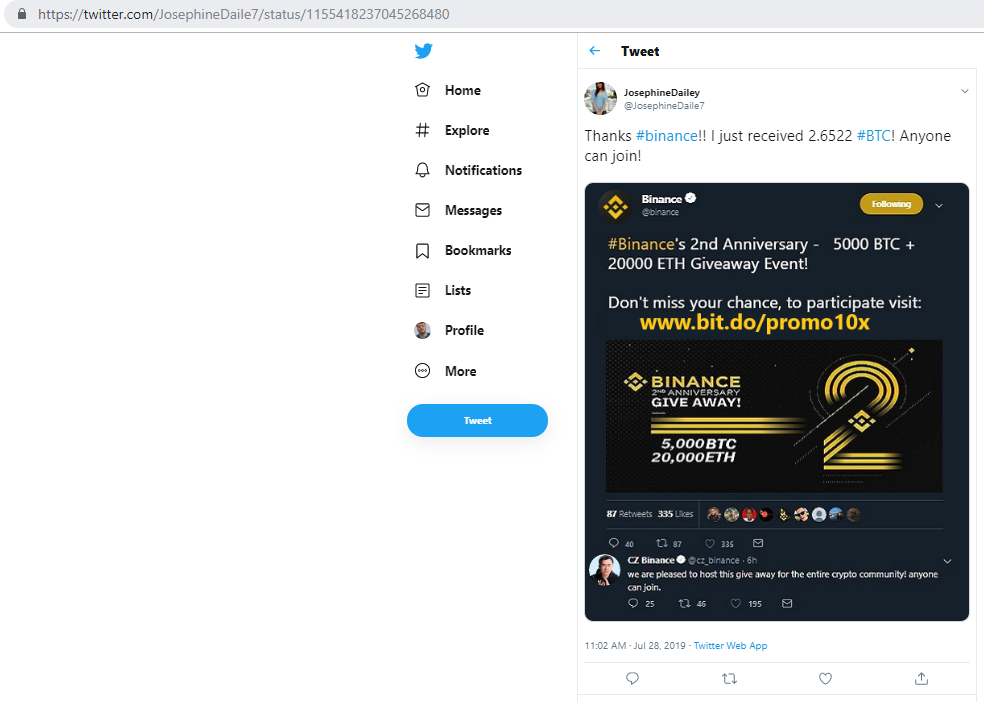 https://twitter.com/JosephineDaile7/status/1155418237045268480
Home
Explore
Notifications
Messages
Bookmarks
Lists
Profile
More
Tweet
Tweet
JosephineDailey
@JosephineDaile7
Thanks #binance!! I just received 2.6522 #BTC! Anyone
can join!
Binance
@binance
Following
#Binance's 2nd Anniversary - 5000 BTC +
20000 ETH Giveaway Event!
Don't miss your chance, to participate visit:
www.bit.do/promo10x
BINANCE
2ND ANNIVERSARY
GIVE AWAY!
5,000BTC
20,000ETH
2
87 Retweets 335 Likes
40 87 335
CZ Binance @cz_binance · 6h
we are pleased to host this give away for the entire crypto community! anyone
can join.
25 46 195
11:02 AM · Jul 28, 2019 · Twitter Web App